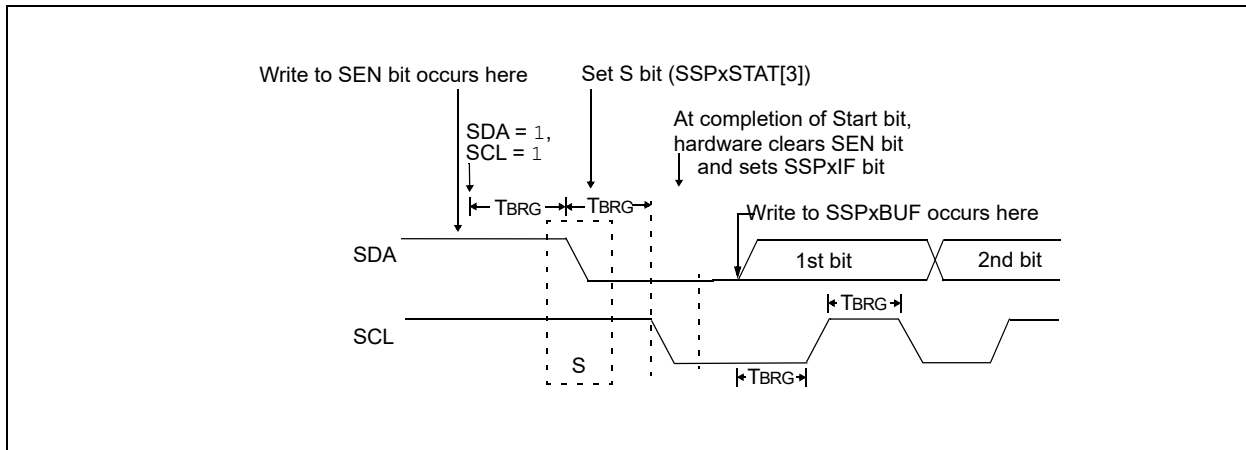 Write to SEN bit occurs here
Set S bit (SSPxSTAT[3])
At completion of Start bit,
hardware clears SEN bit
and sets SSPxIF bit
SDA = 1,
SCL = 1
TBRG
TBRG
Write to SSPxBUF occurs here
SDA
1st bit
2nd bit
TBRG
SCL
S
TBRG